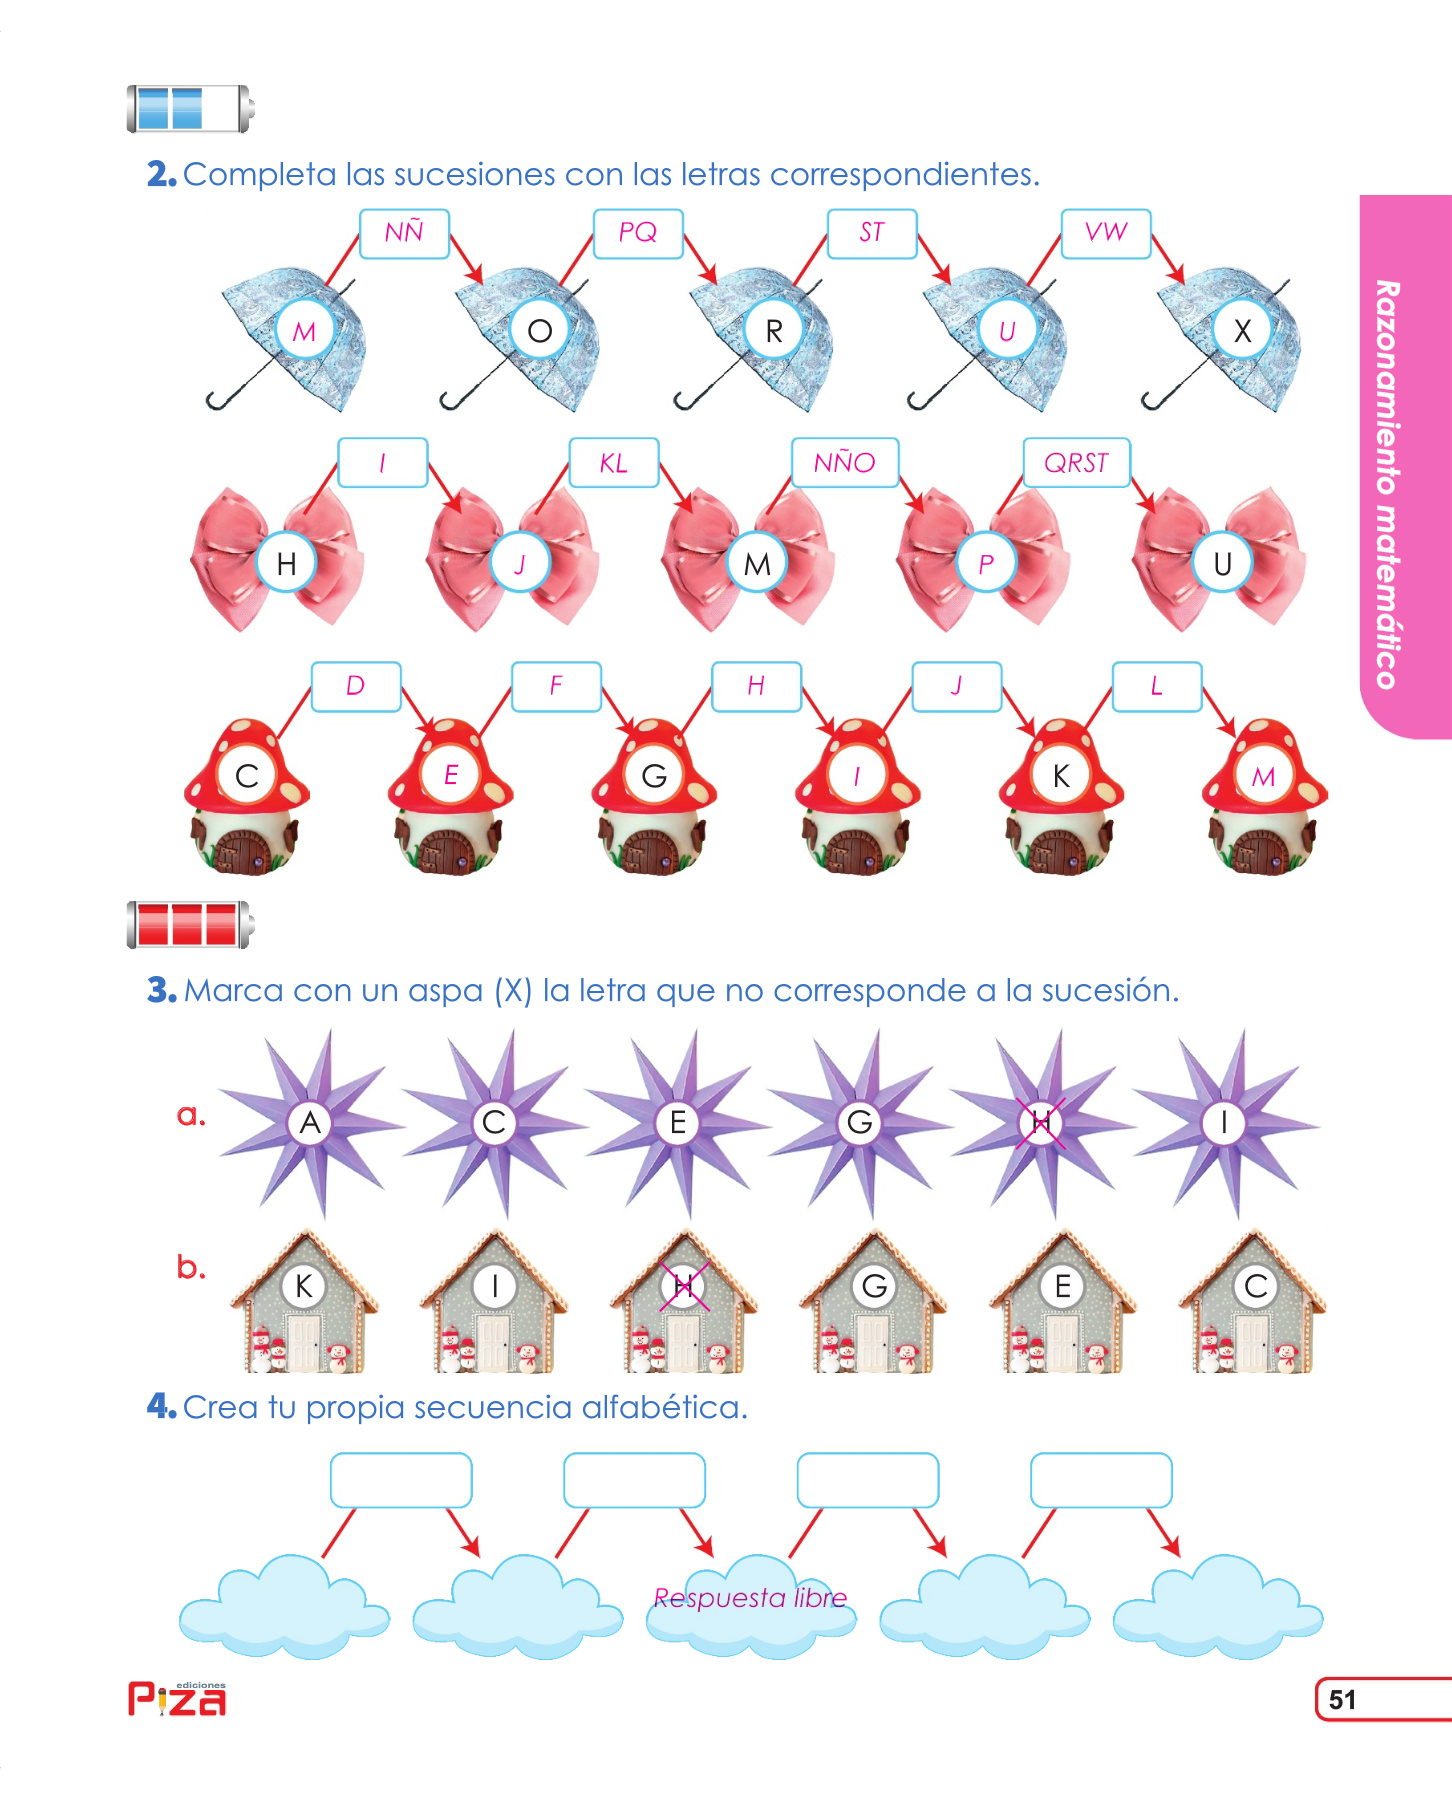 2. Completa las sucesiones con las letras correspondientes.
NÑ PQ ST VW
M O R U X
I KL NÑO QRST
H J M P U
D F H J L
C E G I K M
3. Marca con un aspa (X) la letra que no corresponde a la sucesión.
a. A C E G H I
b. K I H G E C
4. Crea tu propia secuencia alfabética.
Respuesta libre
Razonamiento matemático
ediciones
Piza
51